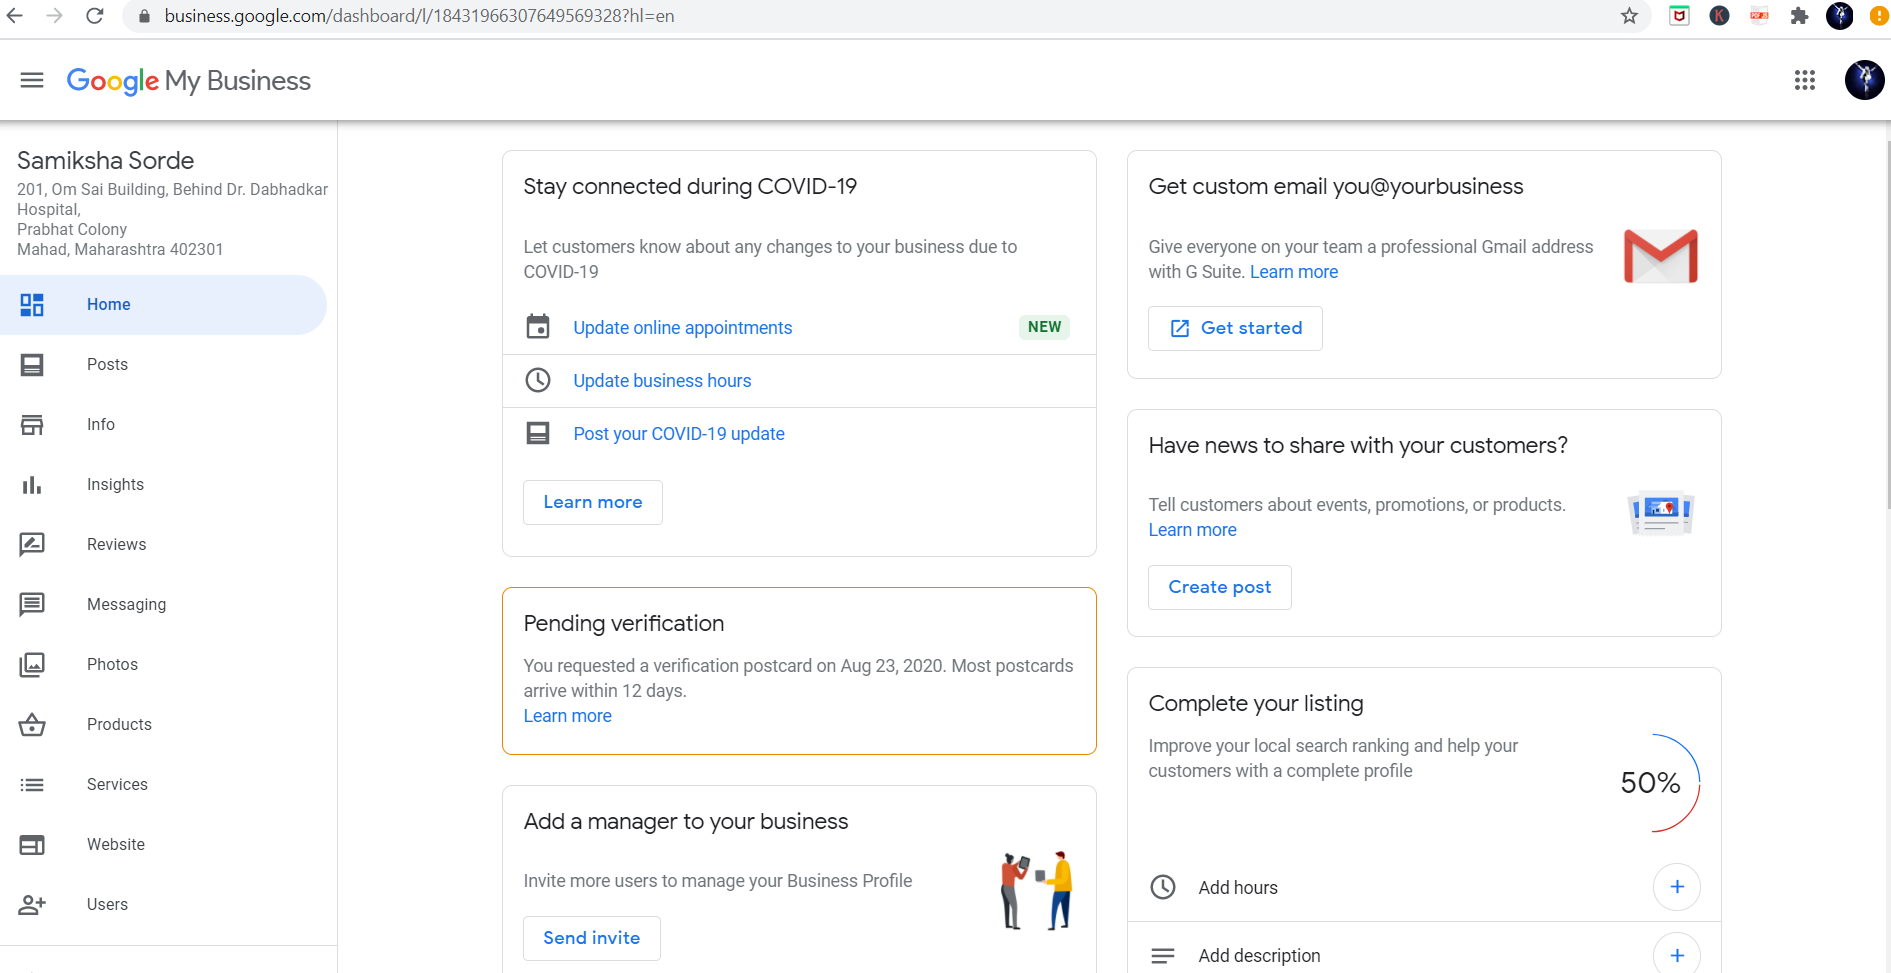 business.google.com/dashboard/l/18431966307649569328?hl=en
Google My Business
Samiksha Sorde
201, Om Sai Building, Behind Dr. Dabhadkar
Hospital,
Prabhat Colony
Mahad, Maharashtra 402301
Home
Posts
Info
Insights
Reviews
Messaging
Photos
Products
Services
Website
Users
Stay connected during COVID-19
Let customers know about any changes to your business due to
COVID-19
Update online appointments NEW
Update business hours
Post your COVID-19 update
Learn more
Pending verification
You requested a verification postcard on Aug 23, 2020. Most postcards
arrive within 12 days.
Learn more
Add a manager to your business
Invite more users to manage your Business Profile
Send invite
Get custom email you@yourbusiness
Give everyone on your team a professional Gmail address
with G Suite. Learn more
Get started
Have news to share with your customers?
Tell customers about events, promotions, or products.
Learn more
Create post
Complete your listing
Improve your local search ranking and help your
customers with a complete profile
50%
Add hours
Add description